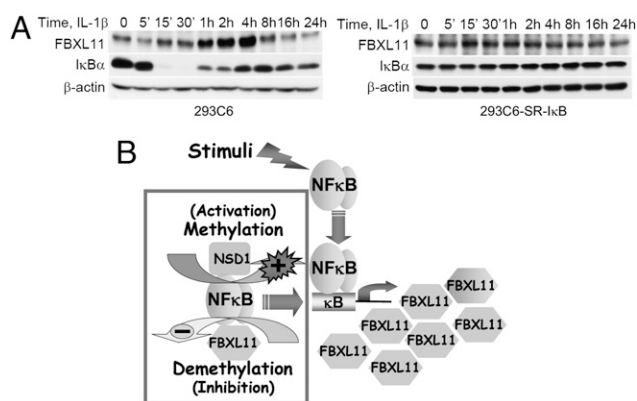 A
Time, IL-1β 0 5' 15' 30' 1h 2h 4h 8h 16h 24h
FBXL11
IκBα
β-actin
293C6
Time, IL-1β 0 5' 15' 30' 1h 2h 4h 8h 16h 24h
FBXL11
IκBα
β-actin
293C6-SR-IκB
B
Stimuli
NFκB
(Activation)
Methylation
NSD1
+
NFκB
−
FBXL11
Demethylation
(Inhibition)
NFκB
κB
FBXL11
FBXL11
FBXL11
FBXL11
FBXL11
FBXL11
FBXL11
FBXL11